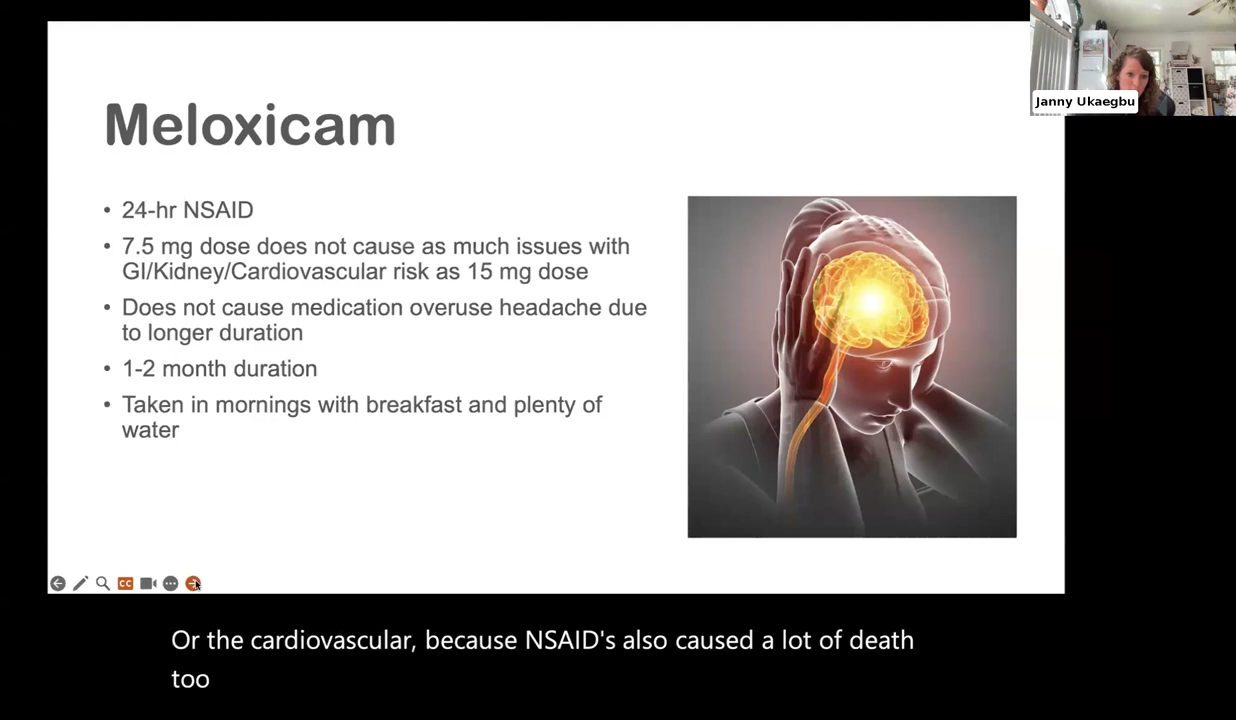 Janny Ukaegbu
Meloxicam
• 24-hr NSAID
• 7.5 mg dose does not cause as much issues with
GI/Kidney/Cardiovascular risk as 15 mg dose
• Does not cause medication overuse headache due
to longer duration
• 1-2 month duration
• Taken in mornings with breakfast and plenty of
water
CC
Or the cardiovascular, because NSAID's also caused a lot of death
too